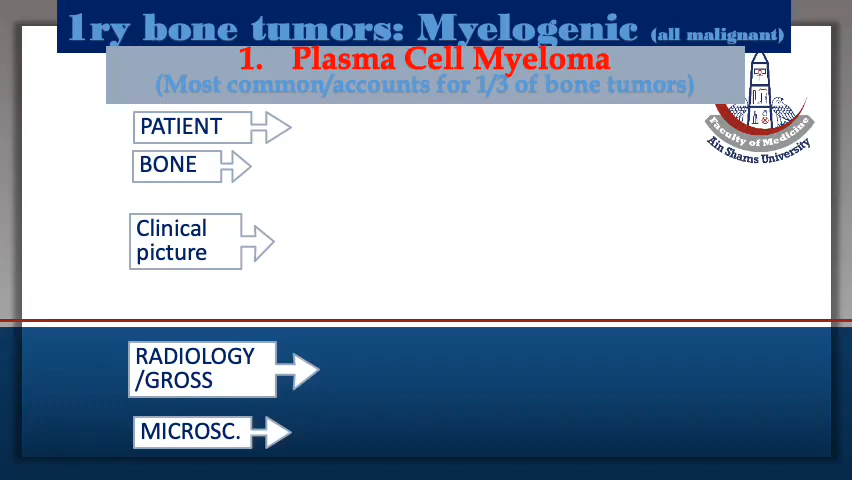 1ry bone tumors: Myelogenic (all malignant)
1. Plasma Cell Myeloma
(Most common/accounts for 1/3 of bone tumors)
PATIENT
BONE
Clinical
picture
RADIOLOGY
/GROSS
MICROSC.
Faculty of Medicine
Ain Shams University